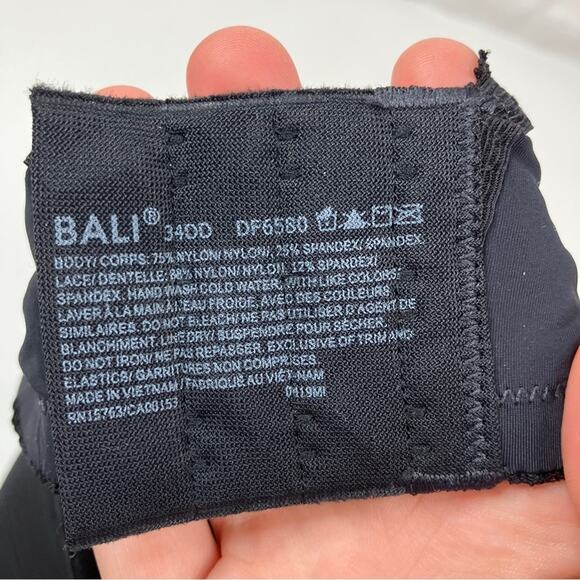 BALI® 34DD DF6580
BODY/ CORPS: 75% NYLON/ NYLON/, 25% SPANDEX/ SPANDEX.
LACE/ DENTELLE: 88% NYLON/ NYLON/, 12% SPANDEX/
SPANDEX. HAND WASH COLD WATER, WITH LIKE COLORS/
LAVER À LA MAIN À L'EAU FROIDE, AVEC DES COULEURS
SIMILAIRES. DO NOT BLEACH/ NE PAS UTILISER D'AGENT DE
BLANCHIMENT. LINE DRY/ SUSPENDRE POUR SÉCHER.
DO NOT IRON/ NE PAS REPASSER. EXCLUSIVE OF TRIM AND
ELASTICS/ GARNITURES NON COMPRISES.
MADE IN VIETNAM / FABRIQUÉ AU VIET-NAM
RN15763/CA00153 0419MI